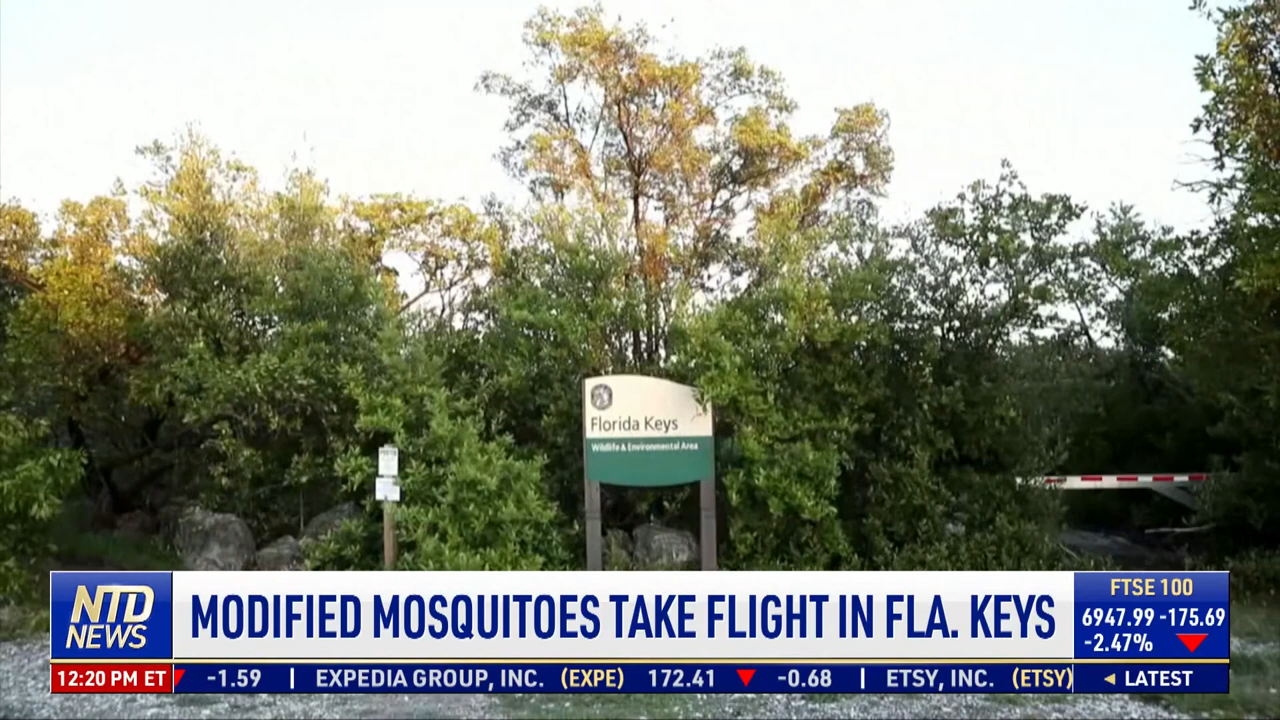 Florida Keys
Wildlife & Environmental Area
NTD
NEWS
MODIFIED MOSQUITOES TAKE FLIGHT IN FLA. KEYS
FTSE 100
6947.99 -175.69
-2.47%
12:20 PM ET
-1.59 | EXPEDIA GROUP, INC. (EXPE) 172.41 ▼ -0.68 | ETSY, INC. (ETSY)
◄ LATEST